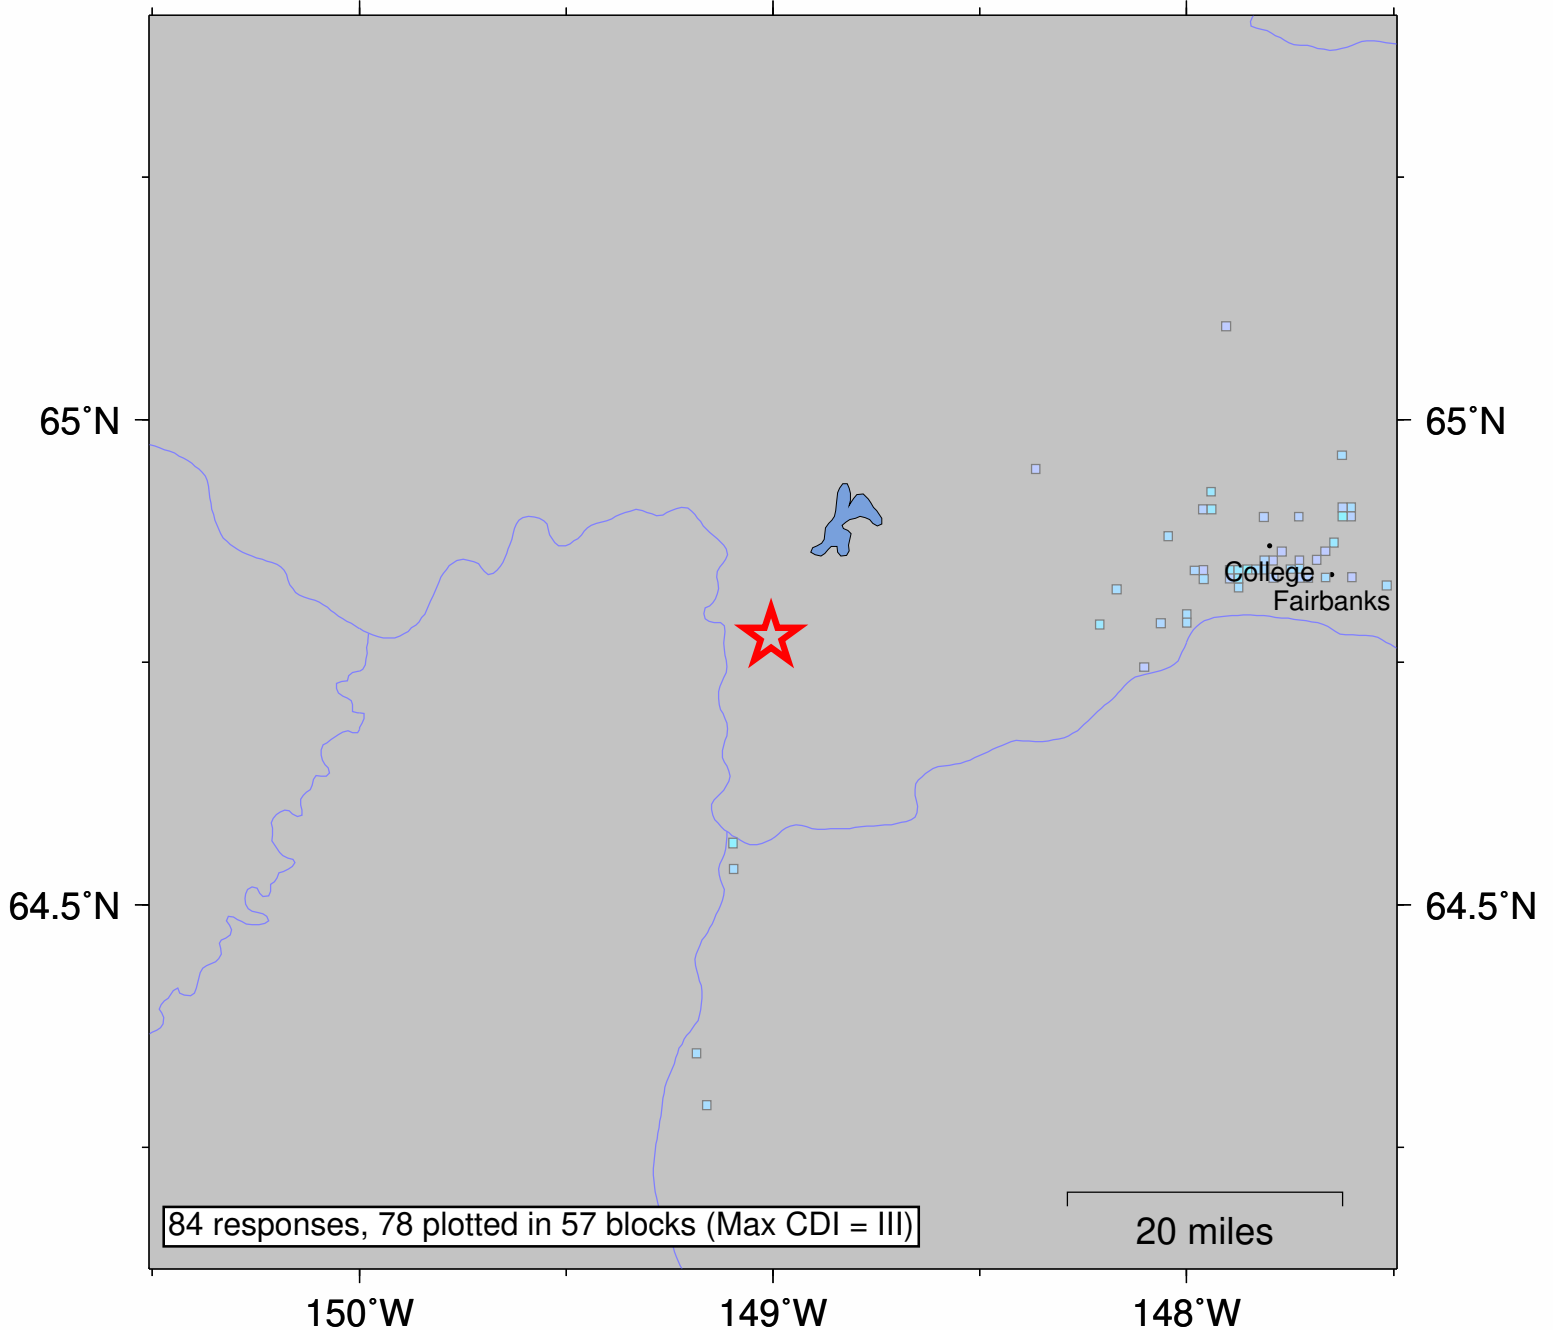 65˚N
65˚N
College
Fairbanks
64.5˚N
64.5˚N
84 responses, 78 plotted in 57 blocks (Max CDI = III)
20 miles
150˚W
149˚W
148˚W